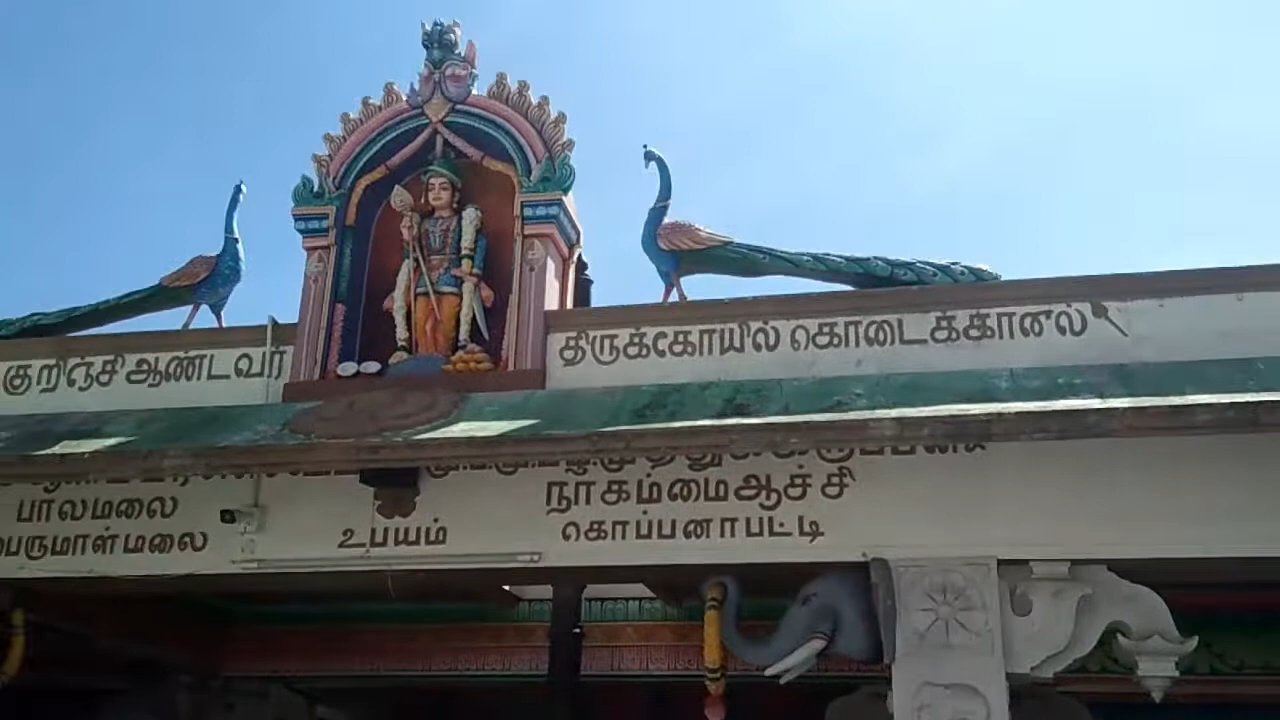 குறிஞ்சி ஆண்டவர் திருக்கோயில் கொடைக்கானல்
நாகம்மை ஆச்சி
பாலமலை
பெருமாள்மலை உபயம் கொப்பனாபட்டி